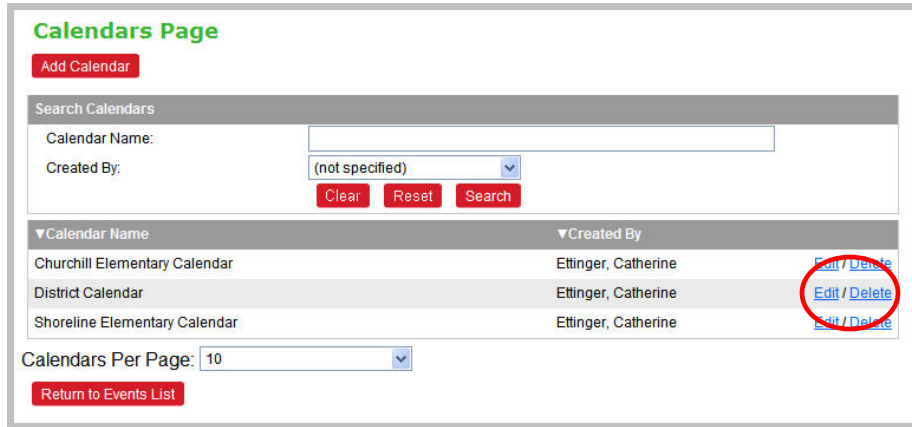 Calendars Page
Add Calendar
Search Calendars
Calendar Name:
Created By: (not specified)
Clear Reset Search
▼Calendar Name ▼Created By
Churchill Elementary Calendar Ettinger, Catherine Edit / Delete
District Calendar Ettinger, Catherine Edit / Delete
Shoreline Elementary Calendar Ettinger, Catherine Edit / Delete
Calendars Per Page: 10
Return to Events List